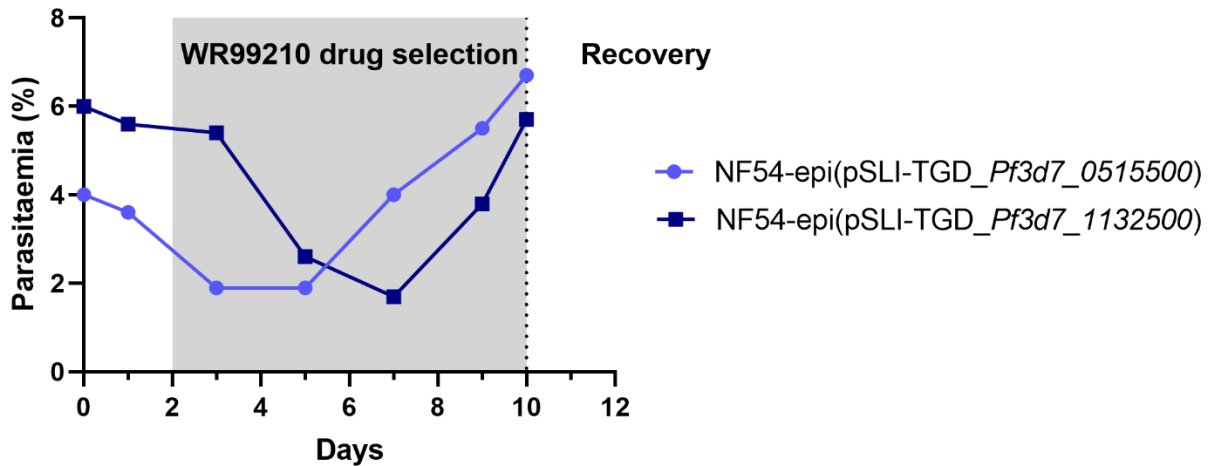 8
WR99210 drug selection
Recovery
6
4
2
0
Parasitaemia (%)
0 2 4 6 8 10 12
Days
NF54-epi(pSLI-TGD_Pf3d7_0515500)
NF54-epi(pSLI-TGD_Pf3d7_1132500)